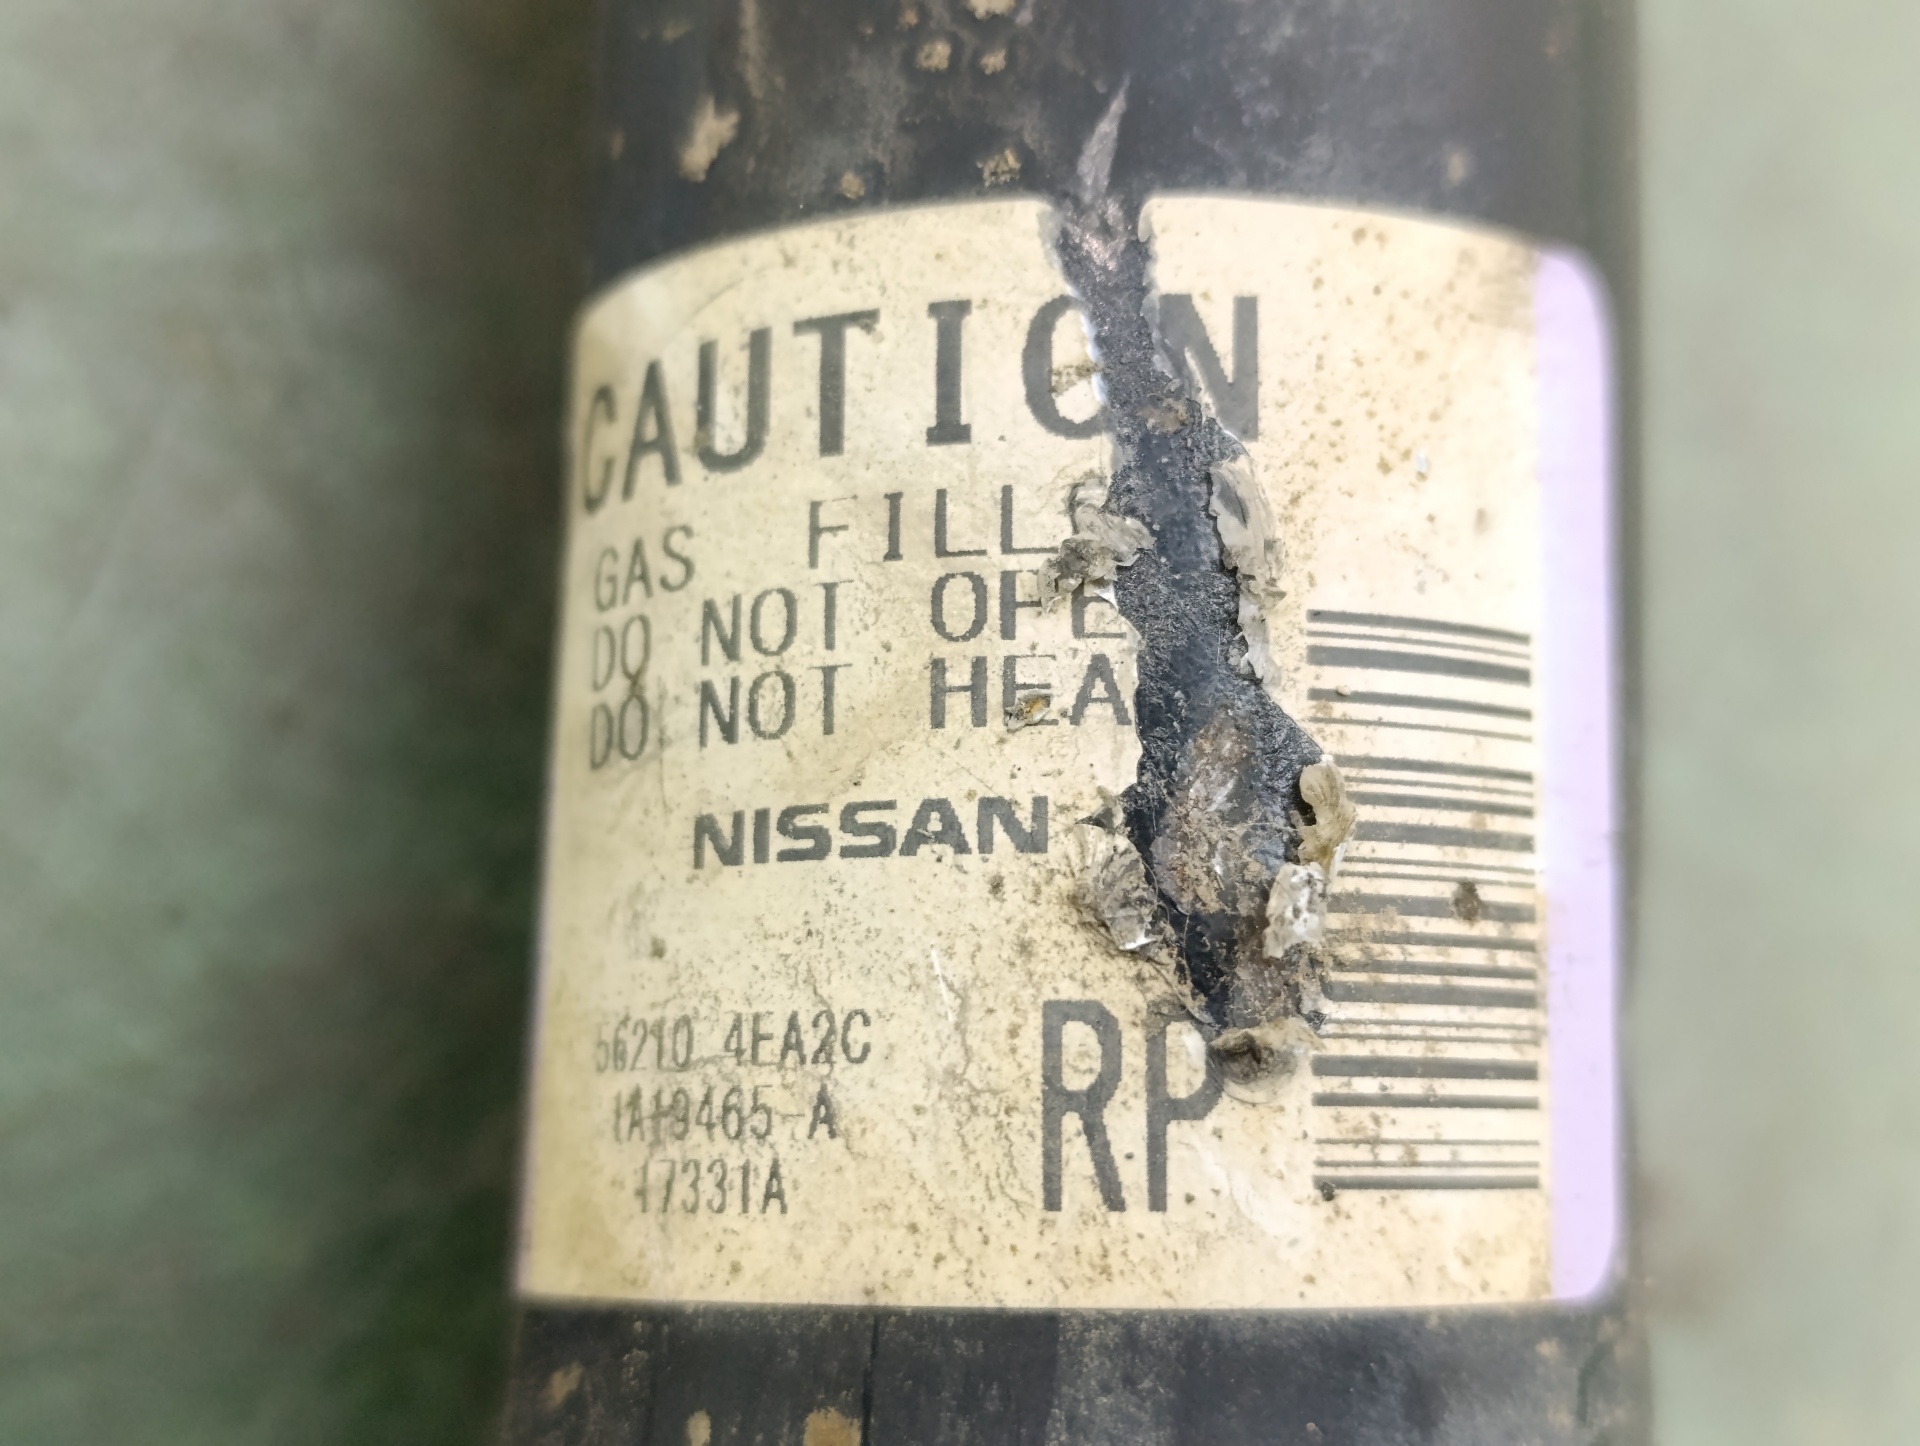 CAUTION
GAS FILL
DO NOT OPE
DO NOT HEA
NISSAN
56210 4EA2C
1A19465-A
17331A
RP